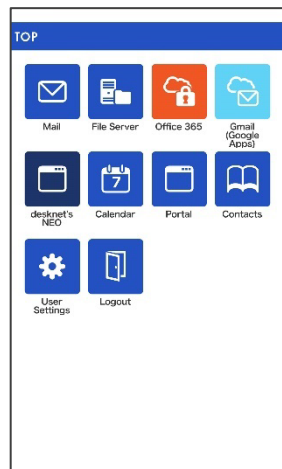 TOP
Mail
File Server
Office 365
Gmail
(Google
Apps)
desknet's
NEO
7
Calendar
Portal
Contacts
User
Settings
Logout